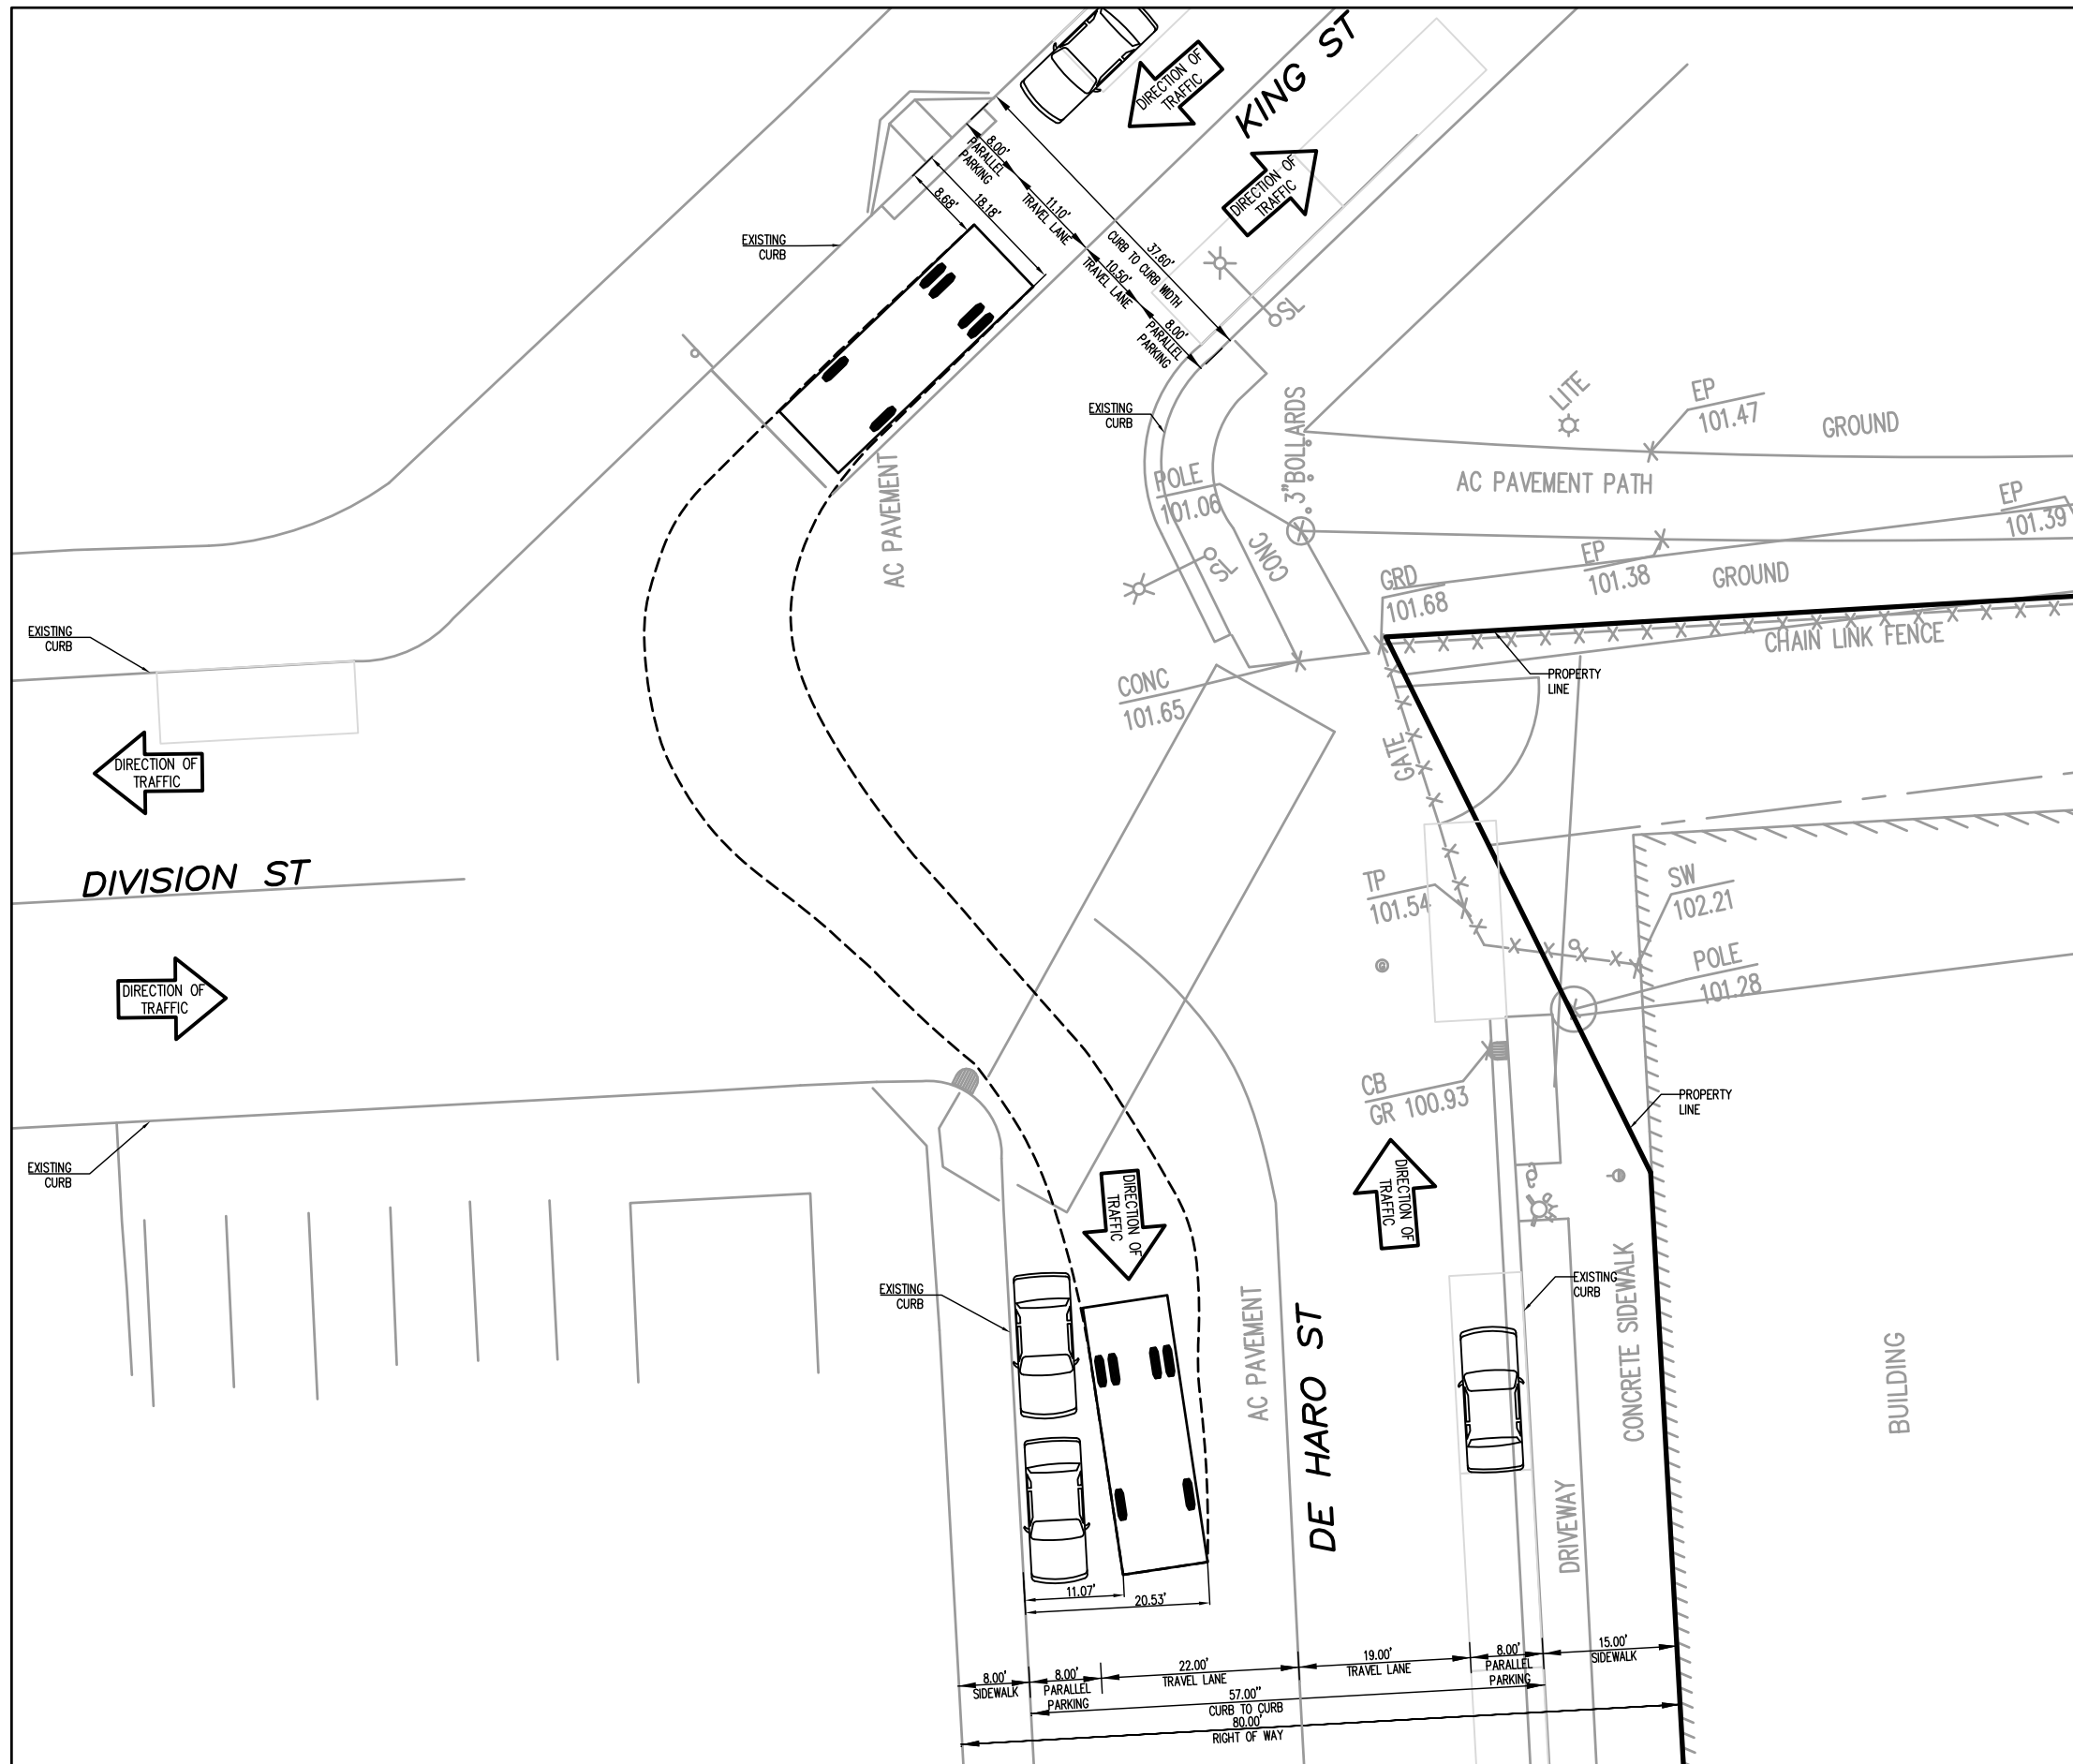 DIRECTION OF
TRAFFIC
KING ST
DIRECTION OF
TRAFFIC
8.00'
PARALLEL
PARKING
11.10'
TRAVEL LANE
37.60'
CURB TO CURB WIDTH
10.50'
TRAVEL LANE
8.00'
PARALLEL
PARKING
8.68'
18.18'
EXISTING
CURB
SL
EXISTING
CURB
3"BOLLARDS
LITE
EP
101.47
GROUND
AC PAVEMENT PATH
EP
101.39
POLE
101.06
AC PAVEMENT
SL
CONC
EP
101.38
GROUND
GRD
101.68
CHAIN LINK FENCE
PROPERTY
LINE
CONC
101.65
GATE
EXISTING
CURB
DIRECTION OF
TRAFFIC
DIVISION ST
DIRECTION OF
TRAFFIC
TP
101.54
SW
102.21
POLE
101.28
CB
GR 100.93
PROPERTY
LINE
EXISTING
CURB
DIRECTION OF
TRAFFIC
DIRECTION OF
TRAFFIC
EXISTING
CURB
EXISTING
CURB
AC PAVEMENT
DE HARO ST
CONCRETE SIDEWALK
DRIVEWAY
BUILDING
11.07'
20.53'
8.00'
SIDEWALK
8.00'
PARALLEL
PARKING
22.00'
TRAVEL LANE
19.00'
TRAVEL LANE
8.00'
PARALLEL
PARKING
15.00'
SIDEWALK
57.00"
CURB TO CURB
80.00'
RIGHT OF WAY